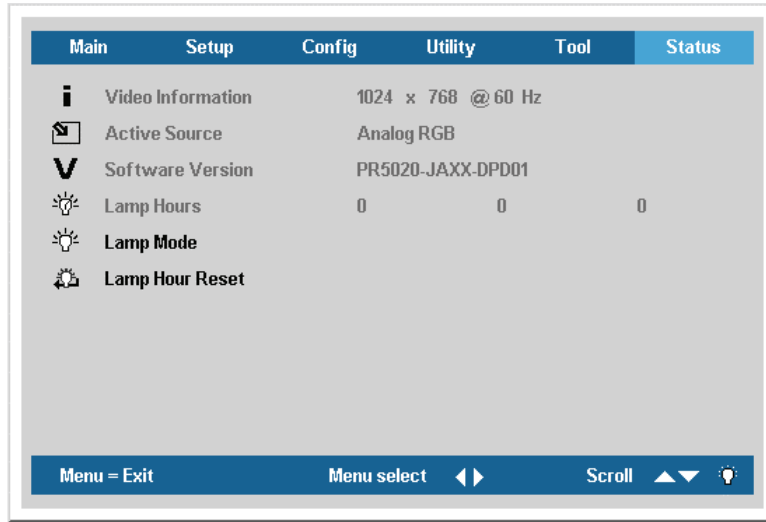 Main Setup Config Utility Tool Status
i Video Information 1024 x 768 @ 60 Hz
Active Source Analog RGB
V Software Version PR5020-JAXX-DPD01
Lamp Hours 0 0 0
Lamp Mode
Lamp Hour Reset
Menu = Exit Menu select Scroll